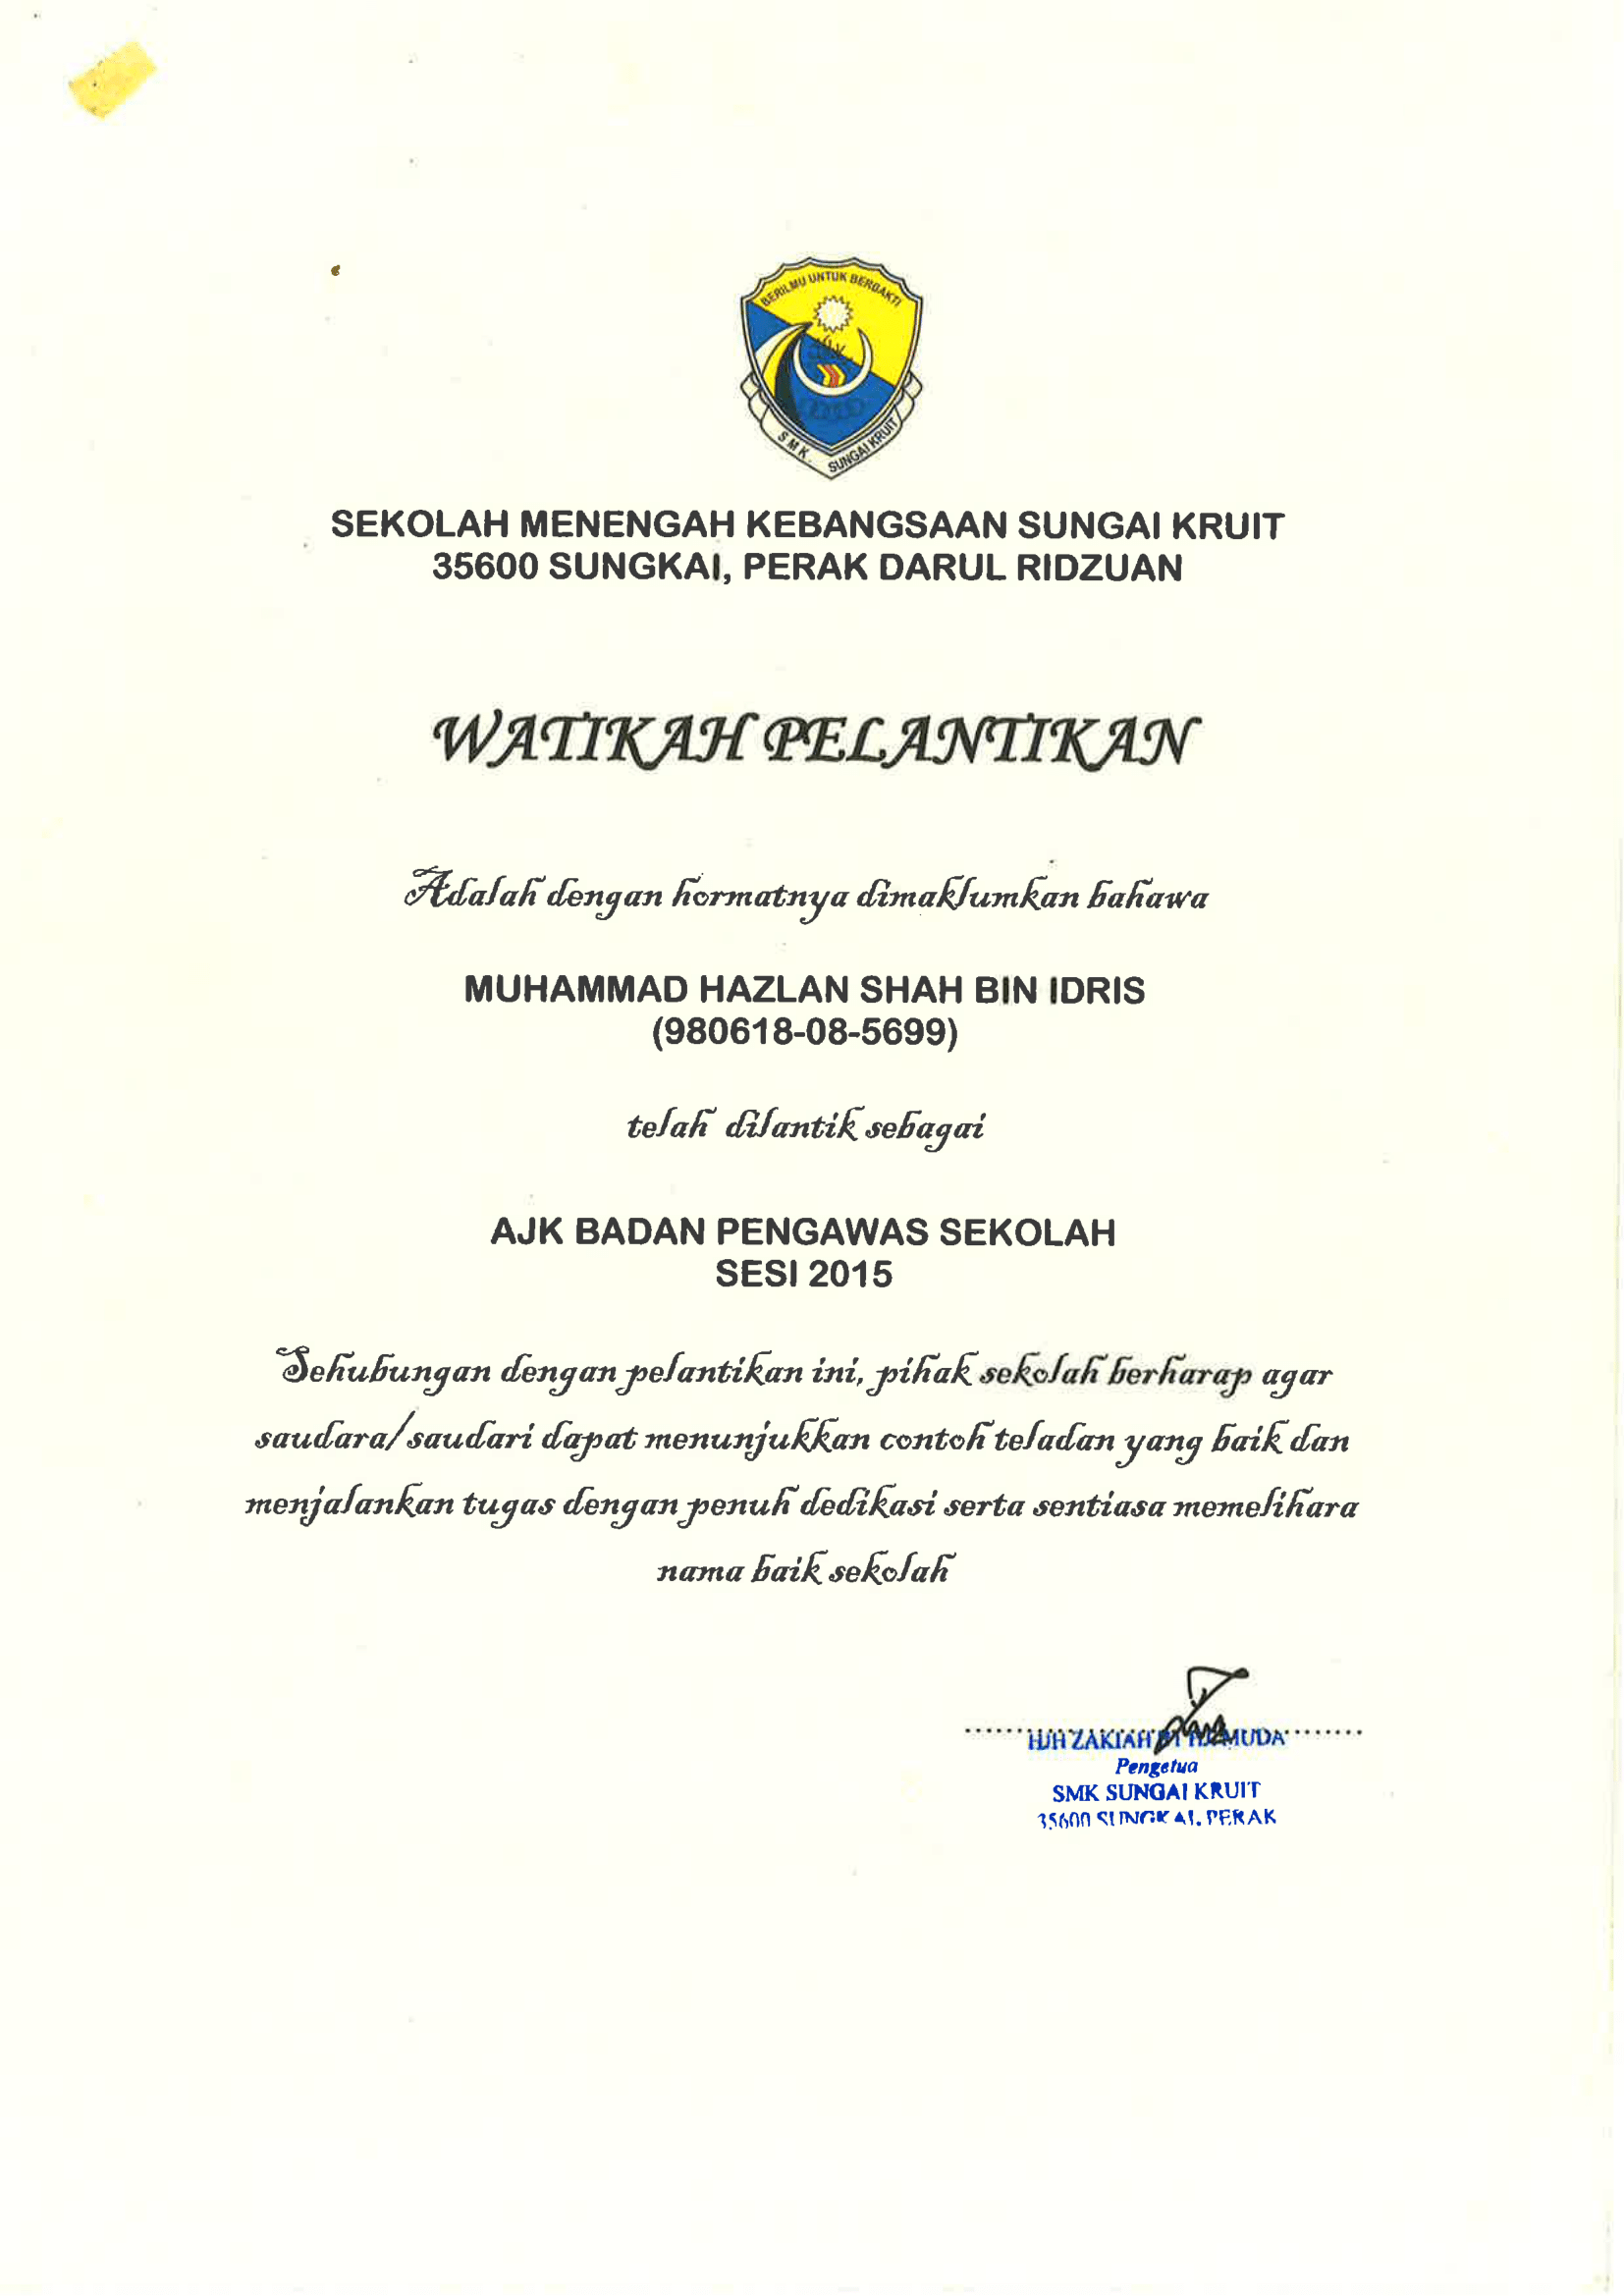 BERILMU UNTUK BERBAKTI
SMK SUNGAI KRUIT
SEKOLAH MENENGAH KEBANGSAAN SUNGAI KRUIT
35600 SUNGKAI, PERAK DARUL RIDZUAN
WATIKAH PELANTIKAN
Adalah dengan hormatnya dimaklumkan bahawa
MUHAMMAD HAZLAN SHAH BIN IDRIS
(980618-08-5699)
telah dilantik sebagai
AJK BADAN PENGAWAS SEKOLAH
SESI 2015
Sehubungan dengan pelantikan ini, pihak sekolah berharap agar
saudara/saudari dapat menunjukkan contoh teladan yang baik dan
menjalankan tugas dengan penuh dedikasi serta sentiasa memelihara
nama baik sekolah
HJH ZAKIAH
Pengetua
SMK SUNGAI KRUIT
35600 SUNGKAI, PERAK